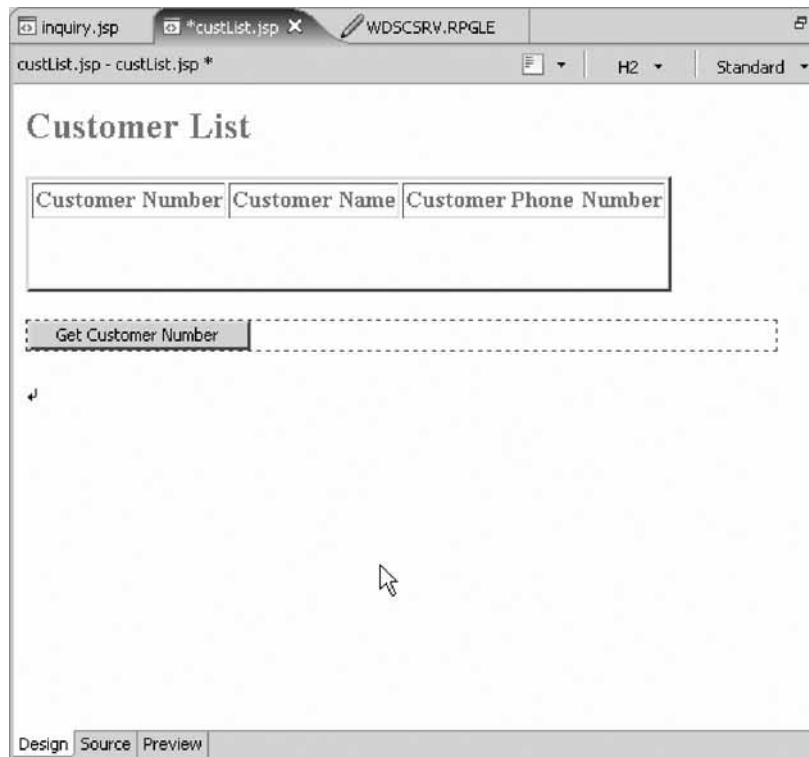 inquiry.jsp *custList.jsp WDSCSRV.RPGLE
custList.jsp - custList.jsp * H2 Standard
Customer List
Customer Number Customer Name Customer Phone Number
Get Customer Number
Design Source Preview